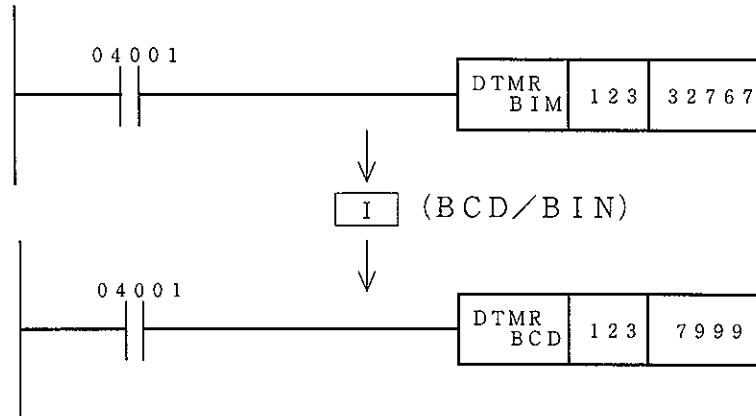 04001
DTMR
BIM 123 32767
I (BCD/BIN)
04001
DTMR
BCD 123 7999